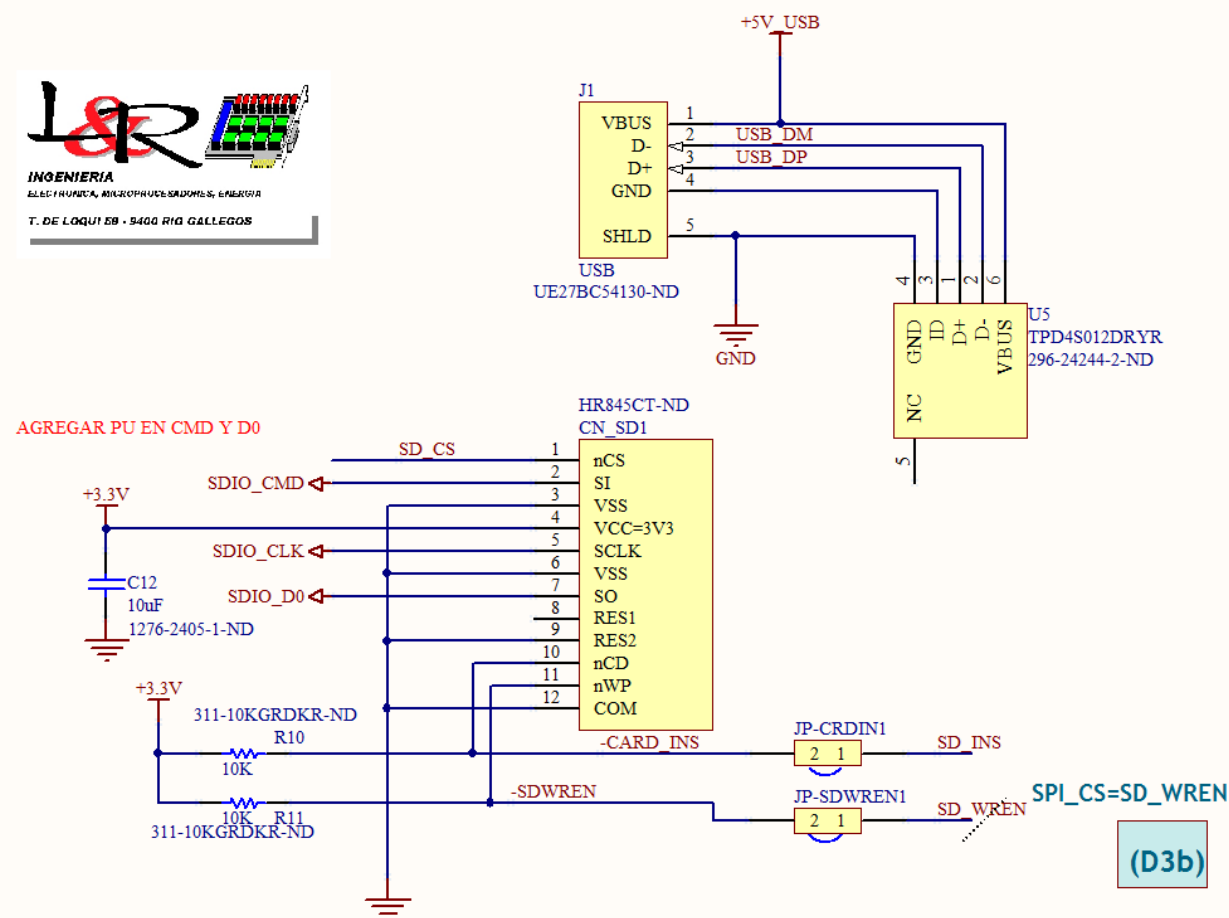 +5V_USB
L&R
INGENIERIA
ELECTRONICA, MICROPROCESADORES, ENERGIA
T. DE LOQUI 58 - 9400 RIO GALLEGOS
J1
VBUS 1
D- 2 USB_DM
D+ 3 USB_DP
GND 4
SHLD 5
USB
UE27BC54130-ND
GND
4 3 1 2 6
GND ID D+ D- VBUS
NC
5
U5
TPD4S012DRYR
296-24244-2-ND
HR845CT-ND
CN_SD1
AGREGAR PU EN CMD Y D0
SD_CS 1 nCS
SDIO_CMD 2 SI
3 VSS
+3.3V 4 VCC=3V3
SDIO_CLK 5 SCLK
6 VSS
SDIO_D0 7 SO
8 RES1
9 RES2
10 nCD
11 nWP
12 COM
C12
10uF
1276-2405-1-ND
+3.3V
311-10KGRDKR-ND
R10
10K
-CARD_INS
JP-CRDIN1
2 1
SD_INS
10K R11
311-10KGRDKR-ND
-SDWREN
JP-SDWREN1
2 1
SD_WREN
SPI_CS=SD_WREN
(D3b)